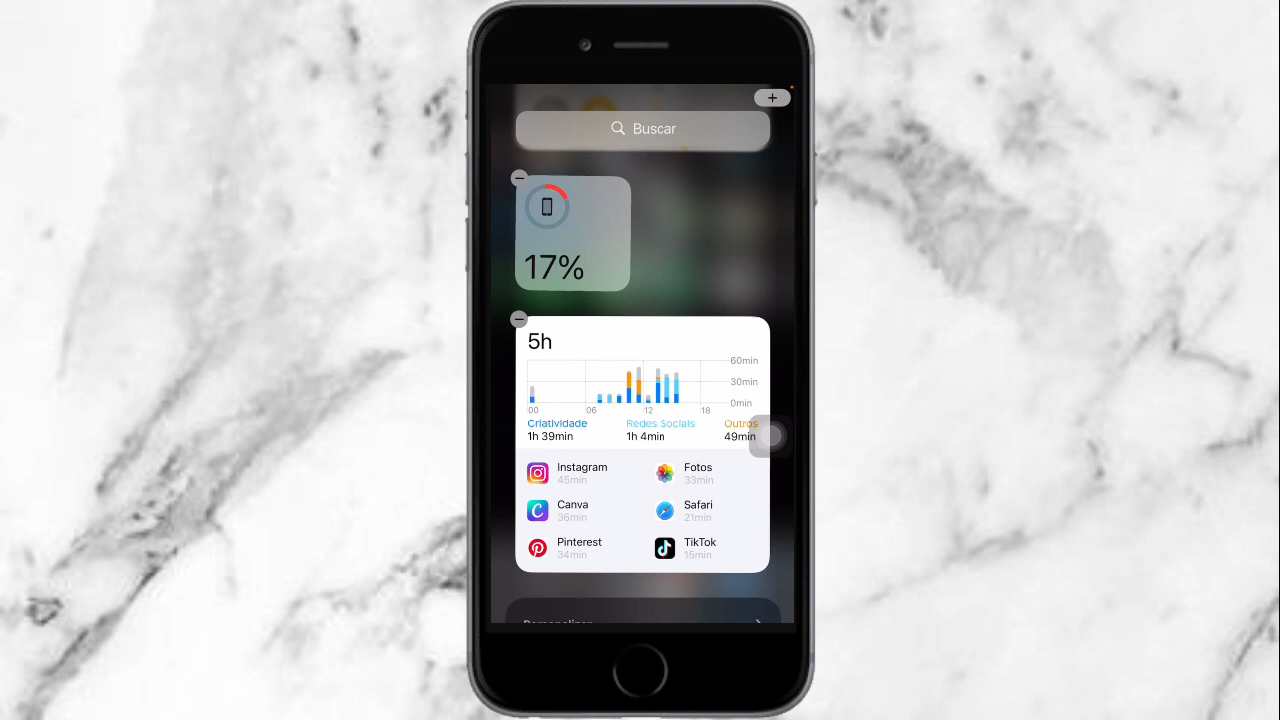 +
Buscar
17%
5h
60min
30min
0min
00 06 12 18
Criatividade Redes Sociais Outros
1h 39min 1h 4min 49min
Instagram Fotos
45min 33min
Canva Safari
36min 21min
Pinterest TikTok
34min 15min
Personalizar